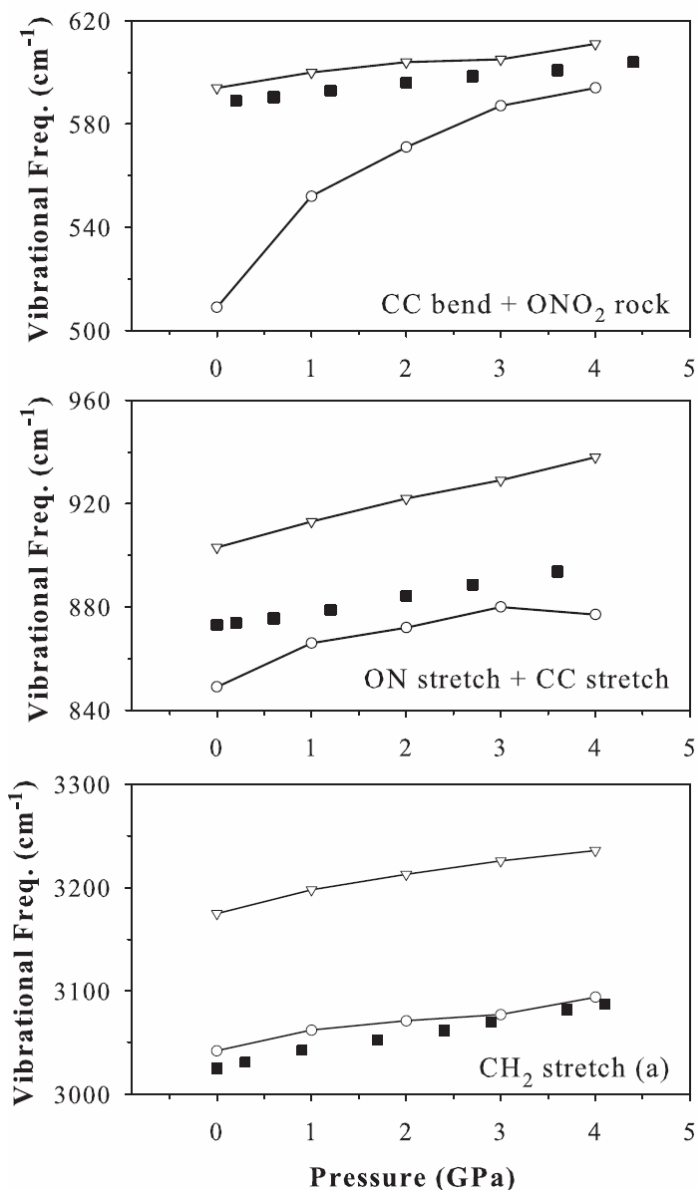 620
580
540
500
Vibrational Freq. (cm⁻¹)
CC bend + ONO₂ rock
0 1 2 3 4 5
960
920
880
840
Vibrational Freq. (cm⁻¹)
ON stretch + CC stretch
0 1 2 3 4 5
3300
3200
3100
3000
Vibrational Freq. (cm⁻¹)
CH₂ stretch (a)
0 1 2 3 4 5
Pressure (GPa)